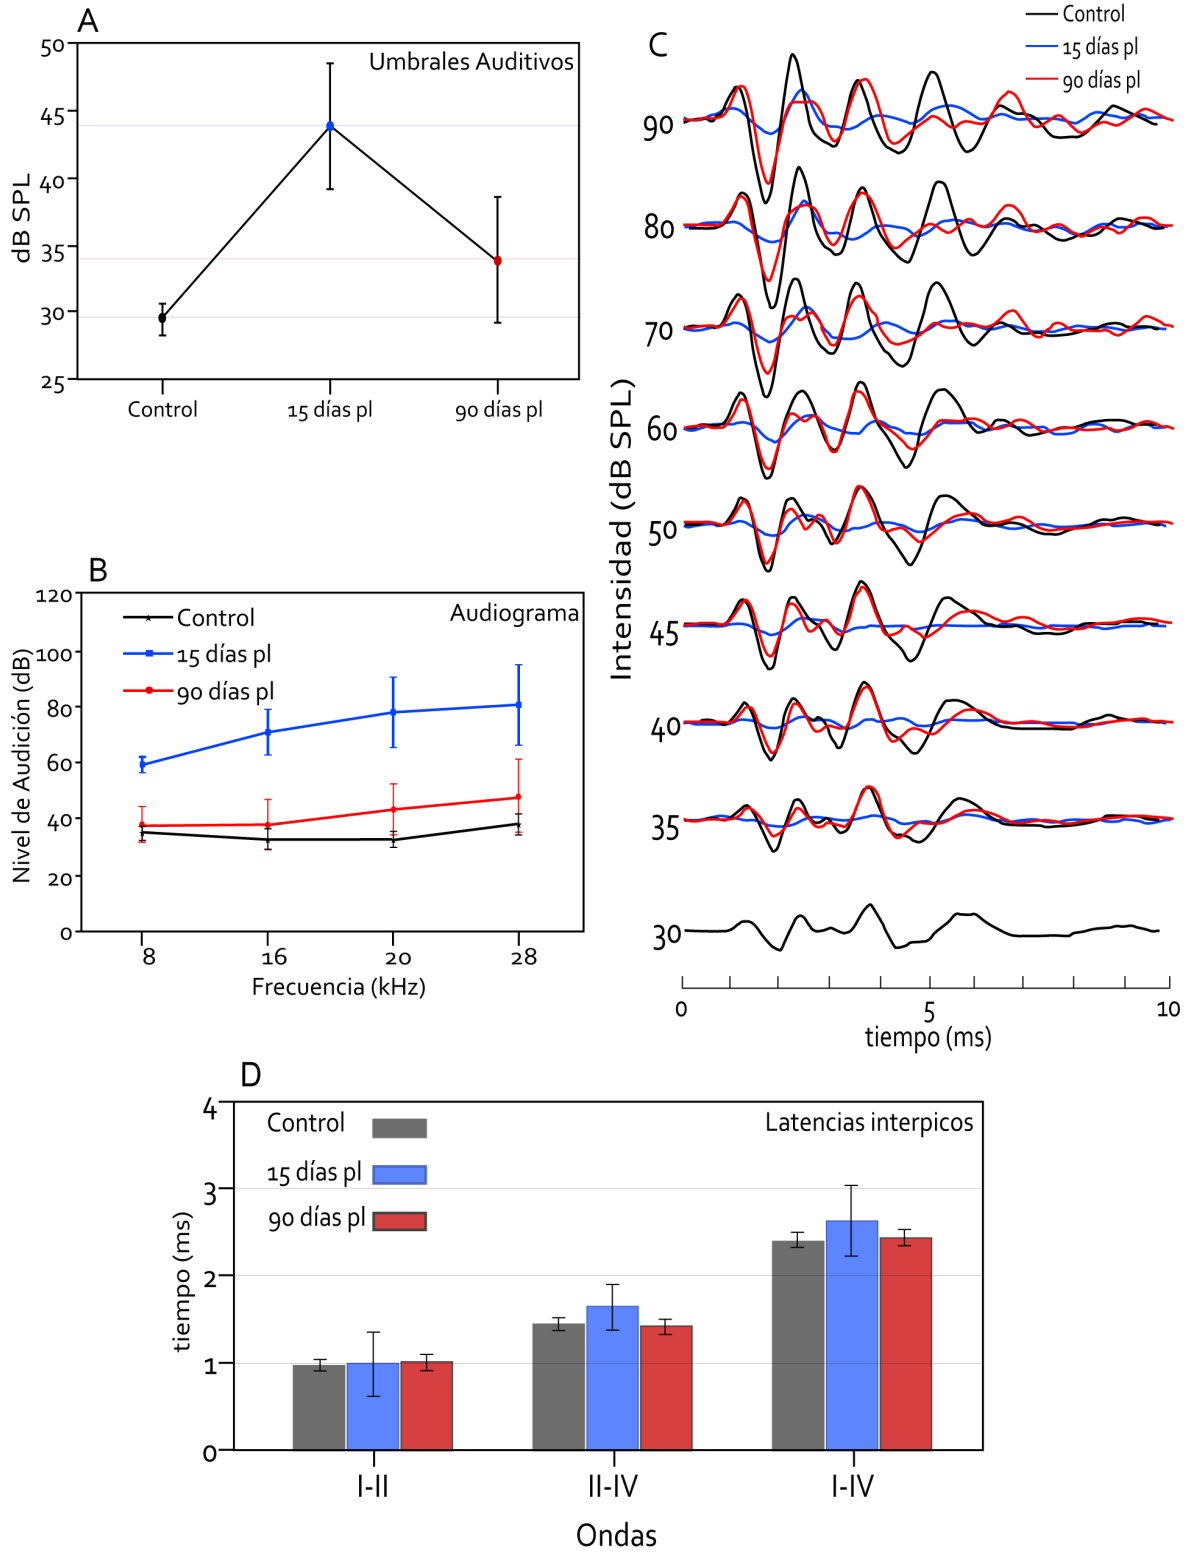 A
Umbrales Auditivos
dB SPL
50
45
40
35
30
25
Control
15 días pl
90 días pl
B
Audiograma
Control
15 días pl
90 días pl
Nivel de Audición (dB)
120
100
80
60
40
20
0
8
16
20
28
Frecuencia (kHz)
C
Control
15 días pl
90 días pl
Intensidad (dB SPL)
90
80
70
60
50
45
40
35
30
0
5
10
tiempo (ms)
D
Latencias interpicos
Control
15 días pl
90 días pl
tiempo (ms)
4
3
2
1
0
I-II
II-IV
I-IV
Ondas